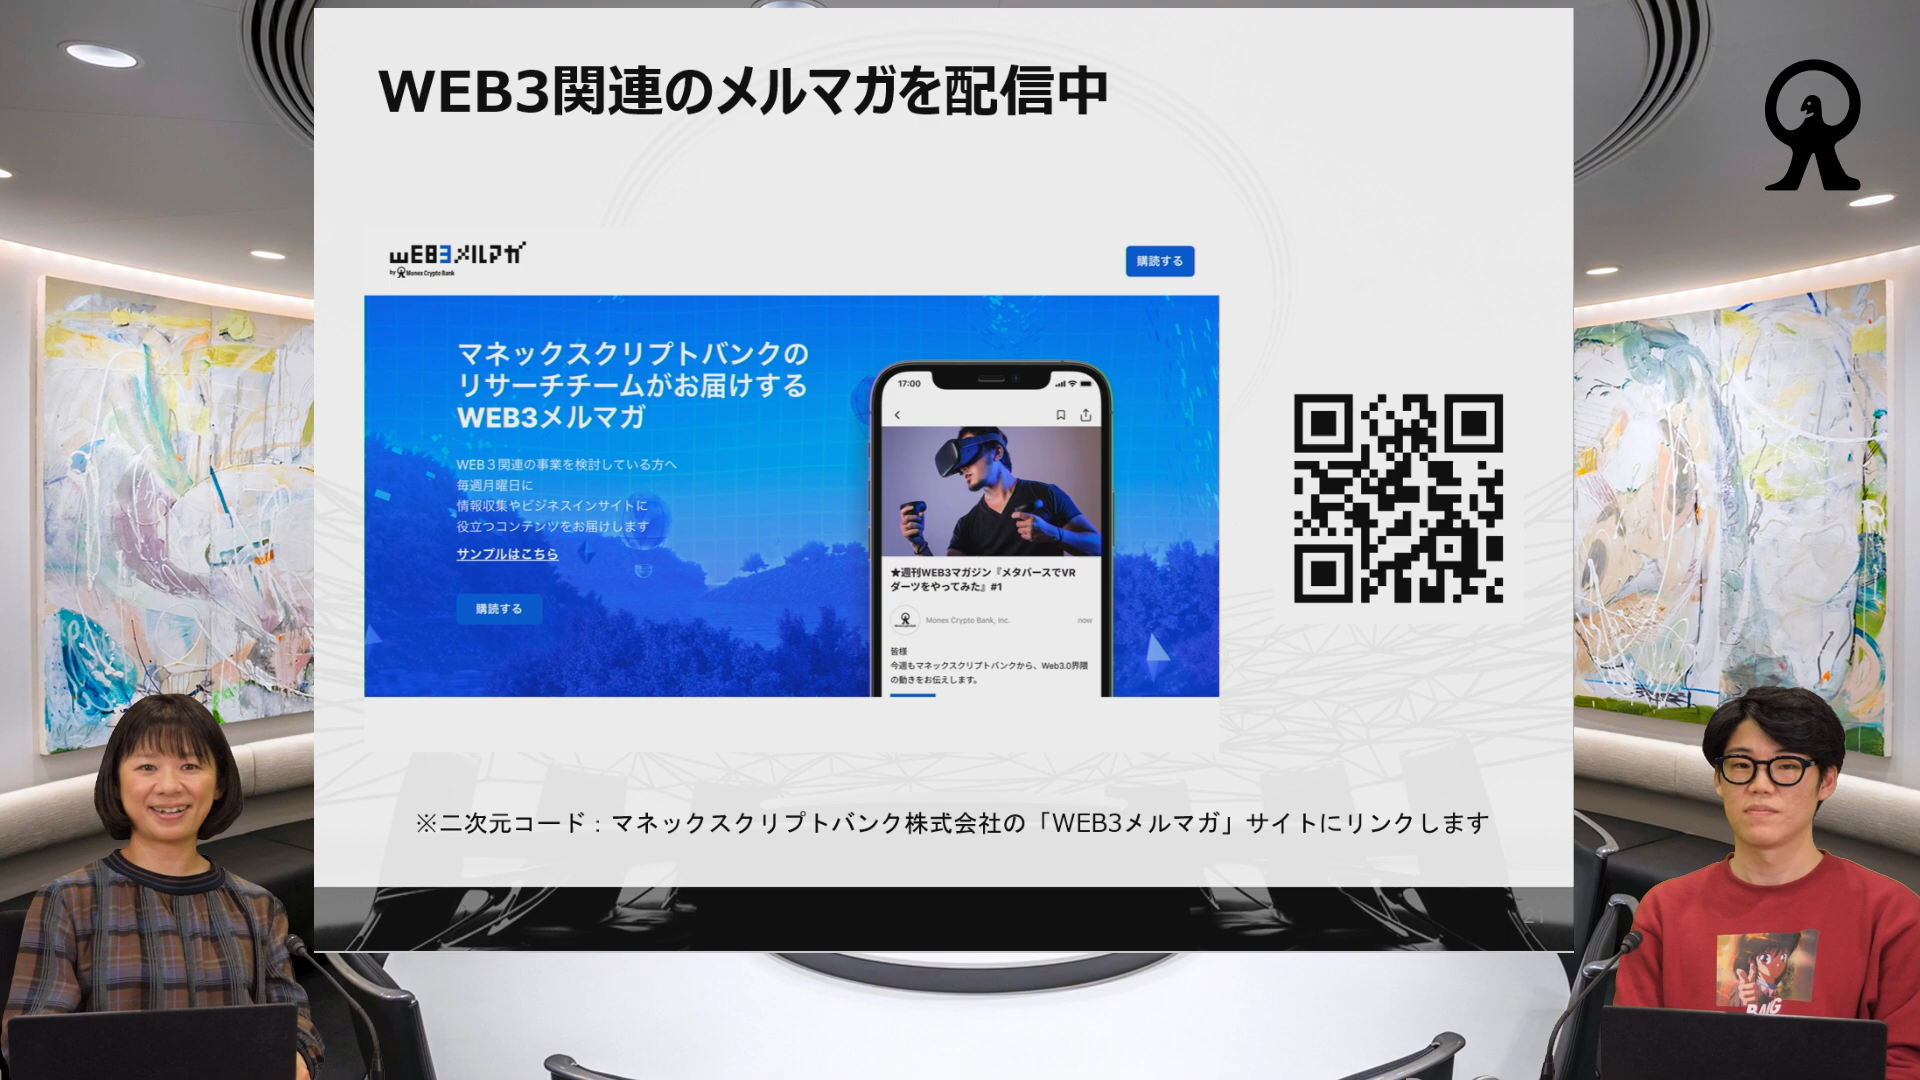 WEB3関連のメルマガを配信中
WEB3メルマガ
by Monex Crypto Bank
購読する
マネックスクリプトバンクの
リサーチチームがお届けする
WEB3メルマガ
WEB3関連の事業を検討している方へ
毎週月曜日に
情報収集やビジネスインサイトに
役立つコンテンツをお届けします
サンプルはこちら
購読する
17:00
★週刊WEB3マガジン『メタバースでVR
ダーツをやってみた』#1
Monex Crypto Bank, Inc.
now
皆様
今週もマネックスクリプトバンクから、Web3.0界隈
の動きをお伝えします。
※二次元コード：マネックスクリプトバンク株式会社の「WEB3メルマガ」サイトにリンクします
21